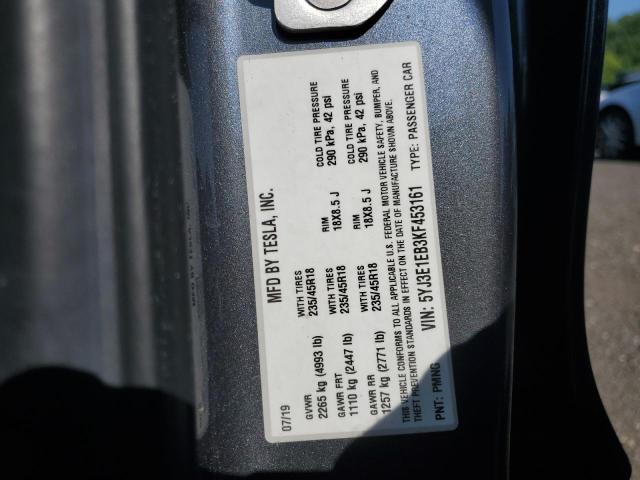 MFD BY TESLA, INC.
07/19
GVWR
2265 kg (4993 lb)
WITH TIRES
235/45R18
RIM
18X8.5 J
COLD TIRE PRESSURE
290 kPa, 42 psi
GAWR FRT
1110 kg (2447 lb)
WITH TIRES
235/45R18
RIM
18X8.5 J
COLD TIRE PRESSURE
290 kPa, 42 psi
GAWR RR
1257 kg (2771 lb)
WITH TIRES
235/45R18
THIS VEHICLE CONFORMS TO ALL APPLICABLE U.S. FEDERAL MOTOR VEHICLE SAFETY, BUMPER, AND
THEFT PREVENTION STANDARDS IN EFFECT ON THE DATE OF MANUFACTURE SHOWN ABOVE.
PNT: PMNG VIN: 5YJ3E1EB3KF453161 TYPE: PASSENGER CAR